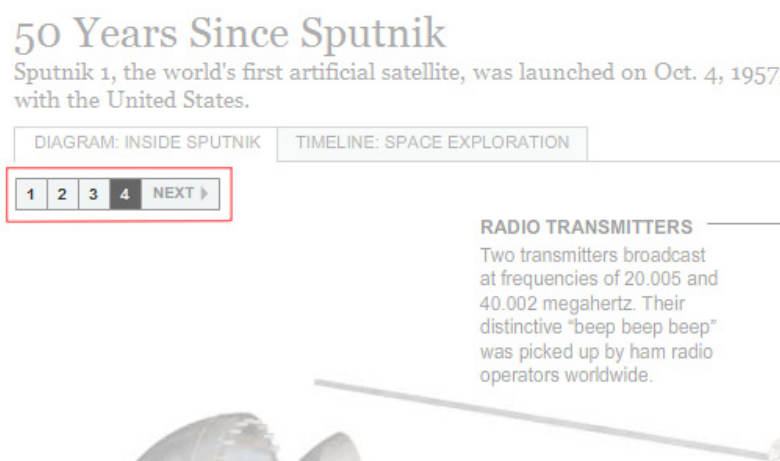 50 Years Since Sputnik
Sputnik 1, the world's first artificial satellite, was launched on Oct. 4, 1957
with the United States.
DIAGRAM: INSIDE SPUTNIK
TIMELINE: SPACE EXPLORATION
1 2 3 4 NEXT
RADIO TRANSMITTERS
Two transmitters broadcast
at frequencies of 20.005 and
40.002 megahertz. Their
distinctive “beep beep beep”
was picked up by ham radio
operators worldwide.